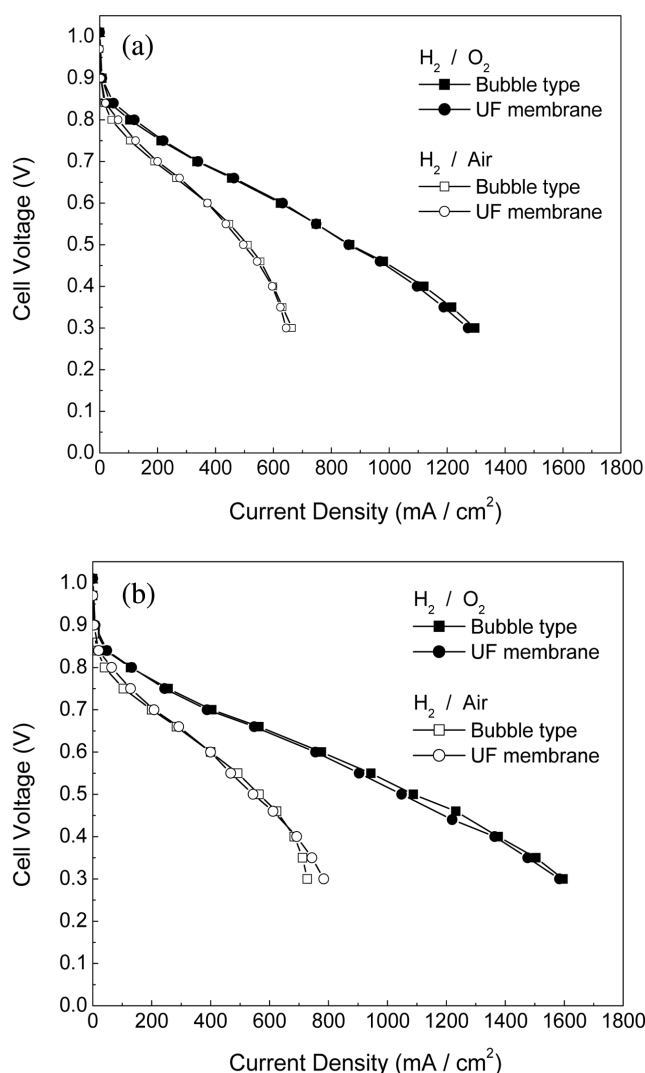 (a)
H2 / O2
Bubble type
UF membrane
H2 / Air
Bubble type
UF membrane
1.0
0.9
0.8
0.7
0.6
0.5
0.4
0.3
0.2
0.1
0.0
Cell Voltage (V)
0 200 400 600 800 1000 1200 1400 1600 1800
Current Density (mA / cm2)
(b)
H2 / O2
Bubble type
UF membrane
H2 / Air
Bubble type
UF membrane
1.0
0.9
0.8
0.7
0.6
0.5
0.4
0.3
0.2
0.1
0.0
Cell Voltage (V)
0 200 400 600 800 1000 1200 1400 1600 1800
Current Density (mA / cm2)